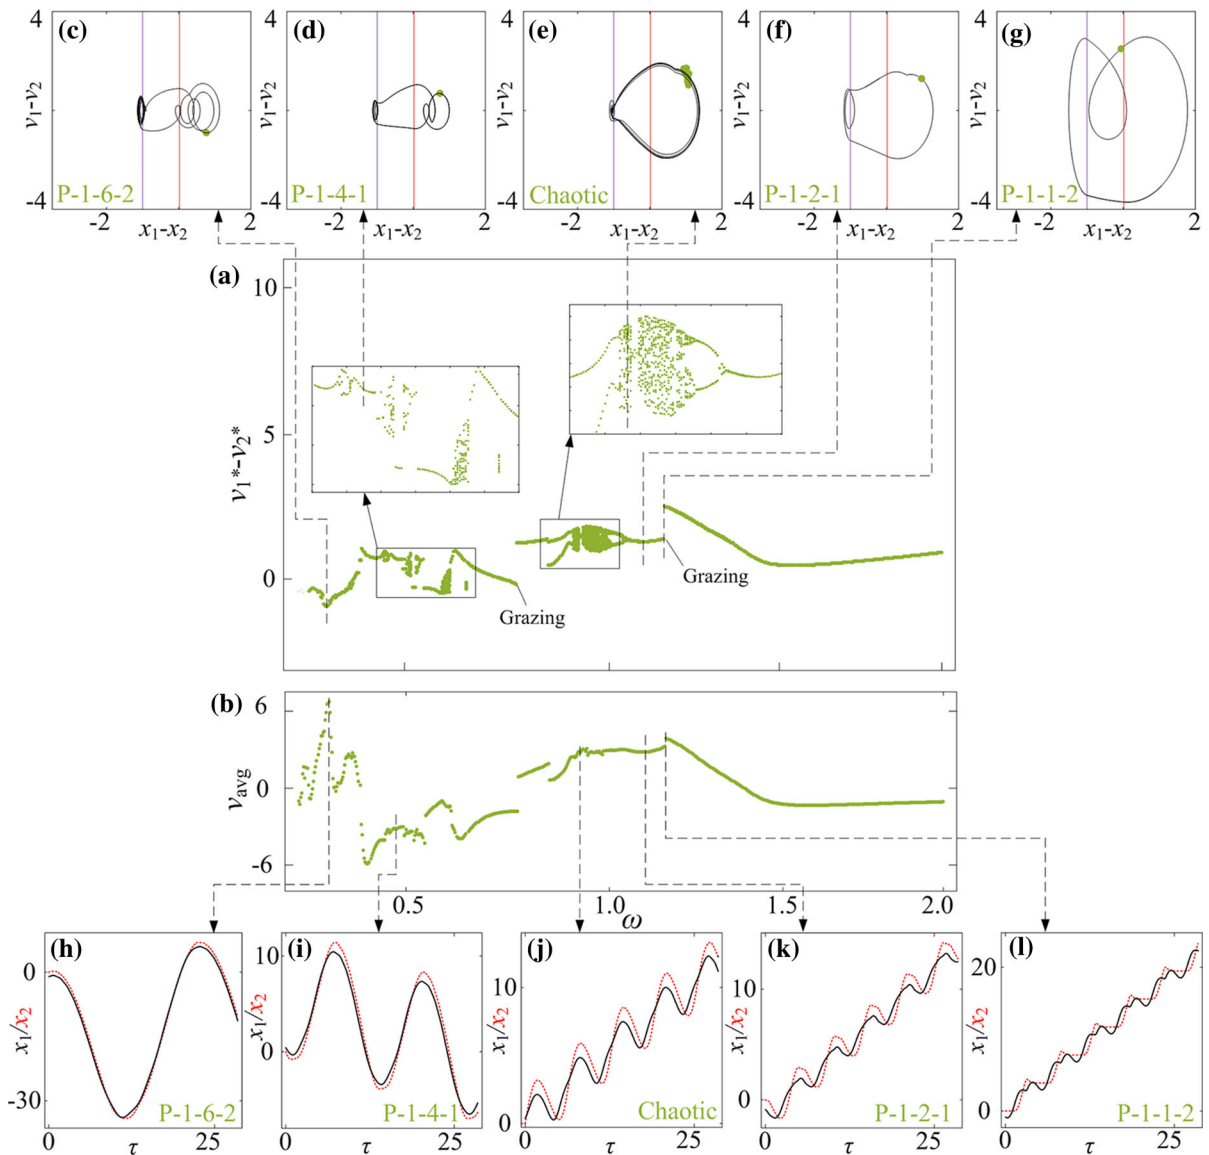 (c) (d) (e) (f) (g)
4 4 4 4 4
v₁-v₂ v₁-v₂ v₁-v₂ v₁-v₂ v₁-v₂
P-1-6-2 P-1-4-1 Chaotic P-1-2-1 P-1-1-2
-4 -4 -4 -4 -4
-2 x₁-x₂ 2 -2 x₁-x₂ 2 -2 x₁-x₂ 2 -2 x₁-x₂ 2 -2 x₁-x₂ 2
(a)
10
5
v₁*-v₂*
0
Grazing
Grazing
(b)
6
v_avg
0
-6
0.5 1.0 1.5 2.0
ω
(h) (i) (j) (k) (l)
0 10 10 10 20
x₁/x₂ x₁/x₂ x₁/x₂ x₁/x₂ x₁/x₂
-30 0 0 0 0
P-1-6-2 P-1-4-1 Chaotic P-1-2-1 P-1-1-2
0 τ 25 0 τ 25 0 τ 25 0 τ 25 0 τ 25